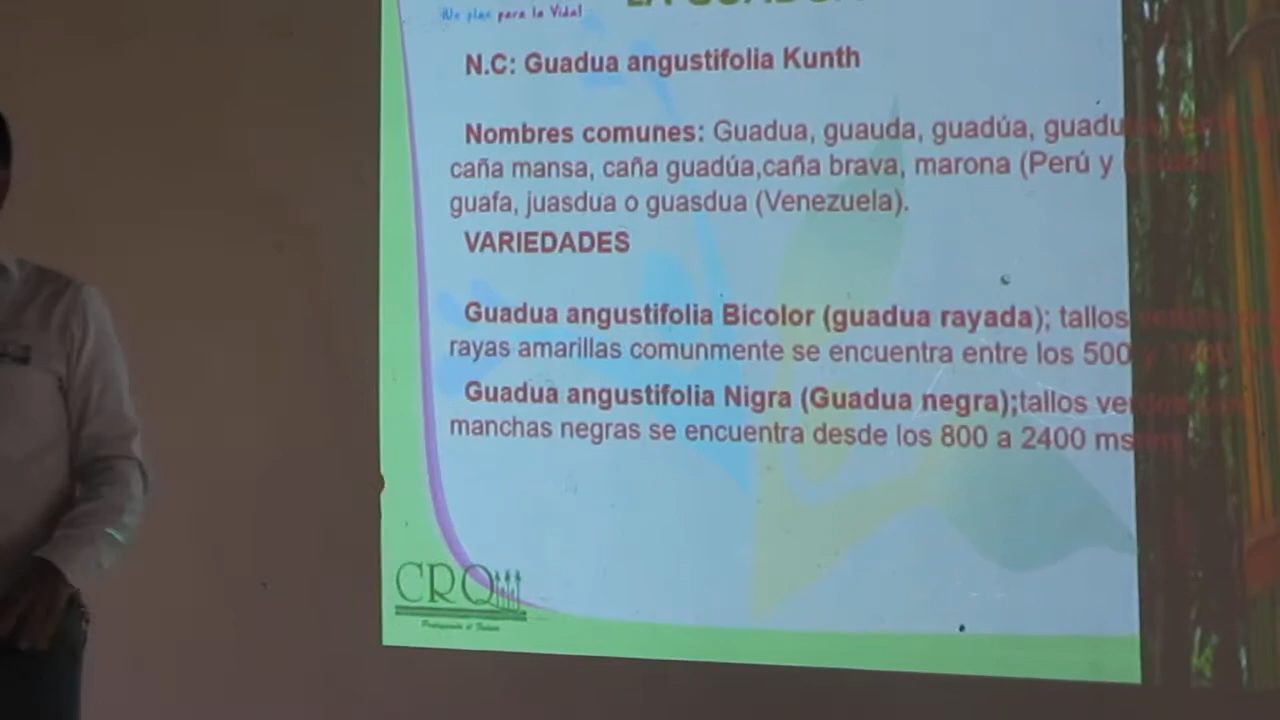 ¡Un plan para la Vida!
LA GUADUA
N.C: Guadua angustifolia Kunth
Nombres comunes: Guadua, guauda, guadúa,
caña mansa, caña guadúa,caña brava, marona (Perú y
guafa, juasdua o guasdua (Venezuela).
VARIEDADES
Guadua angustifolia Bicolor (guadua rayada); tallos
rayas amarillas comunmente se encuentra entre los 500
Guadua angustifolia Nigra (Guadua negra);tallos
manchas negras se encuentra desde los 800 a 2400
CRQ